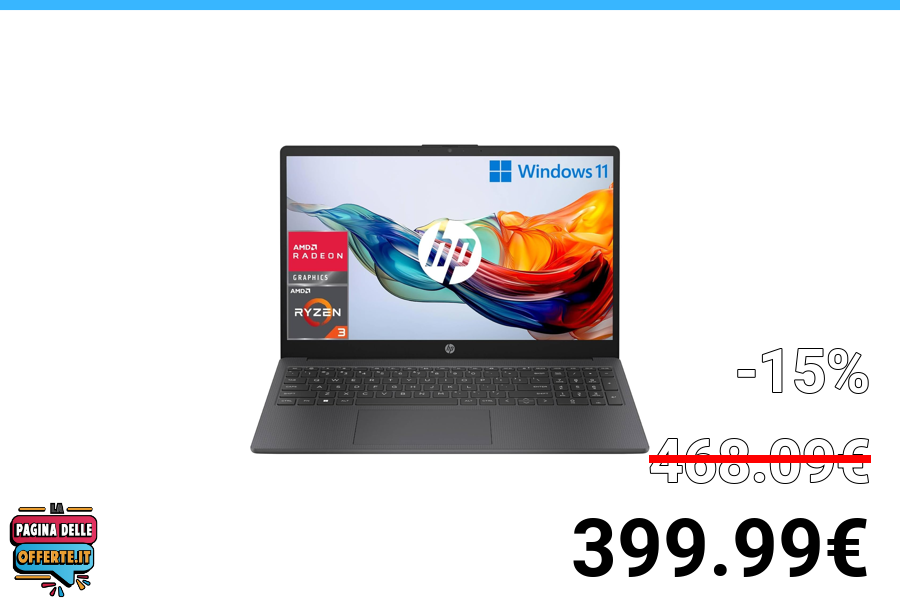 Windows 11
hp
AMD
RADEON
GRAPHICS
AMD
RYZEN
3
hp
-15%
468.09€
399.99€
LA
PAGINA DELLE
OFFERTE.IT